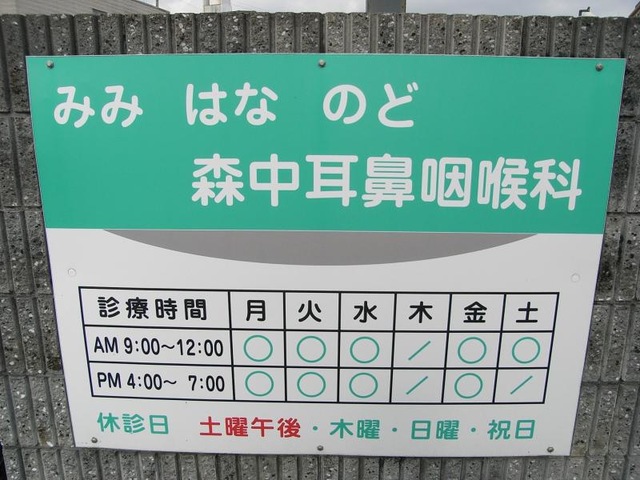 みみ はな のど
森中耳鼻咽喉科
診療時間 月 火 水 木 金 土
AM 9:00～12:00 ○ ○ ○ ／ ○ ○
PM 4:00～ 7:00 ○ ○ ○ ／ ○ ／
休診日 土曜午後・木曜・日曜・祝日